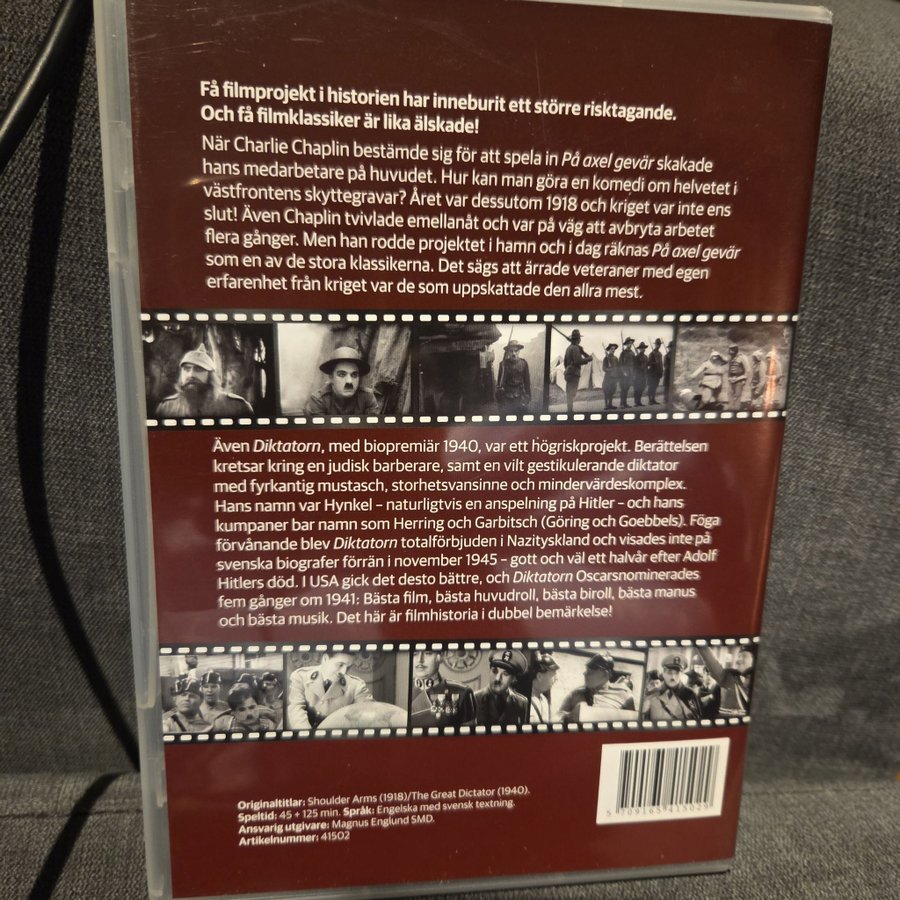 Få filmprojekt i historien har inneburit ett större risktagande.
Och få filmklassiker är lika älskade!
När Charlie Chaplin bestämde sig för att spela in På axel gevär skakade
hans medarbetare på huvudet. Hur kan man göra en komedi om helvetet i
västfrontens skyttegravar? Året var dessutom 1918 och kriget var inte ens
slut! Även Chaplin tvivlade emellanåt och var på väg att avbryta arbetet
flera gånger. Men han rodde projektet i hamn och i dag räknas På axel gevär
som en av de stora klassikerna. Det sägs att ärrade veteraner med egen
erfarenhet från kriget var de som uppskattade den allra mest.
Även Diktatorn, med biopremiär 1940, var ett högriskprojekt. Berättelsen
kretsar kring en judisk barberare, samt en vilt gestikulerande diktator
med fyrkantig mustasch, storhetsvansinne och mindervärdeskomplex.
Hans namn var Hynkel – naturligtvis en anspelning på Hitler – och hans
kumpaner bar namn som Herring och Garbitsch (Göring och Goebbels). Föga
förvånande blev Diktatorn totalförbjuden i Nazityskland och visades inte på
svenska biografer förrän i november 1945 – gott och väl ett halvår efter Adolf
Hitlers död. I USA gick det desto bättre, och Diktatorn Oscarsnominerades
fem gånger om 1941: Bästa film, bästa huvudroll, bästa biroll, bästa manus
och bästa musik. Det här är filmhistoria i dubbel bemärkelse!
Originaltitlar: Shoulder Arms (1918)/The Great Dictator (1940).
Speltid: 45 + 125 min. Språk: Engelska med svensk textning.
Ansvarig utgivare: Magnus Englund SMD.
Artikelnummer: 41502
5 709165 415029